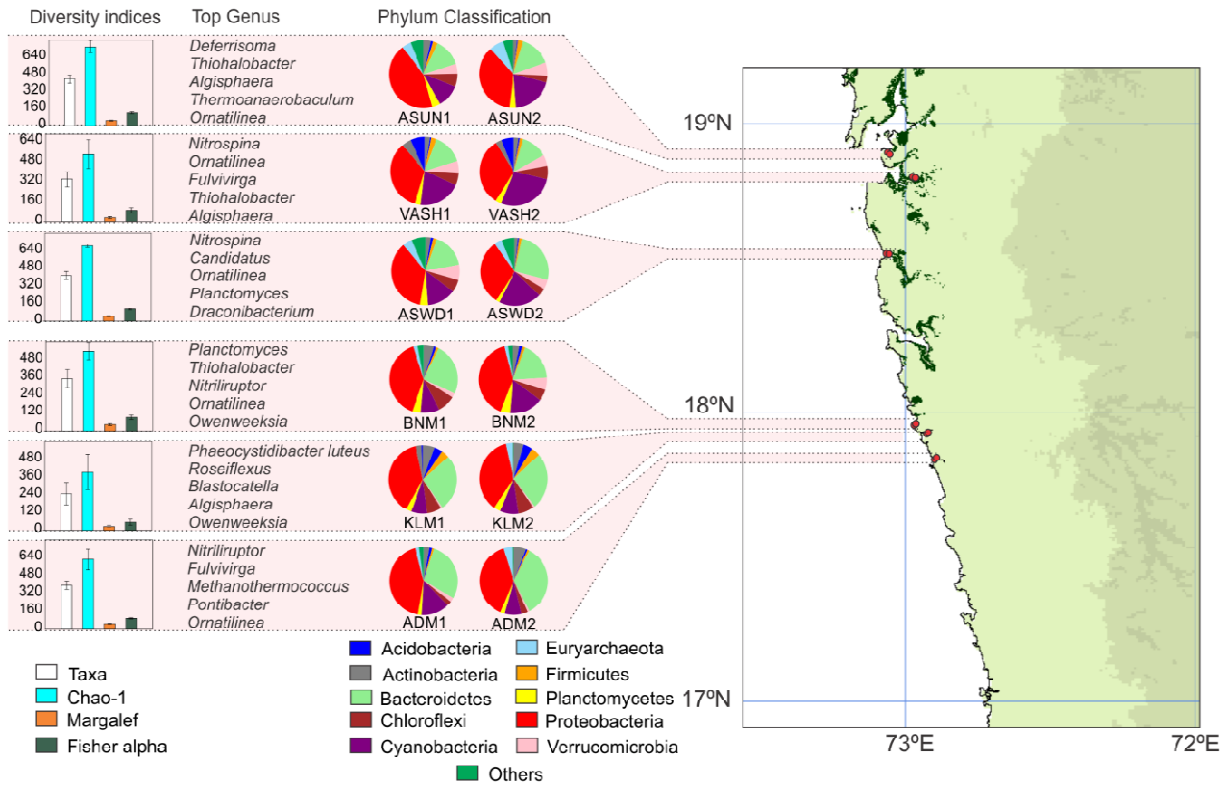 Diversity indices Top Genus Phylum Classification
640
480
320
160
0
Deferrisoma
Thiohalobacter
Algisphaera
Thermoanaerobaculum
Ornatilinea
ASUN1 ASUN2
640
480
320
160
0
Nitrospina
Ornatilinea
Fulvivirga
Thiohalobacter
Algisphaera
VASH1 VASH2
640
480
320
160
0
Nitrospina
Candidatus
Ornatilinea
Planctomyces
Draconibacterium
ASWD1 ASWD2
480
360
240
120
0
Planctomyces
Thiohalobacter
Nitriliruptor
Ornatilinea
Owenweeksia
BNM1 BNM2
480
360
240
120
0
Pheeocystidibacter luteus
Roseiflexus
Blastocatella
Algisphaera
Owenweeksia
KLM1 KLM2
640
480
320
160
0
Nitriliruptor
Fulvivirga
Methanothermococcus
Pontibacter
Ornatilinea
ADM1 ADM2
Taxa
Chao-1
Margalef
Fisher alpha
Acidobacteria Euryarchaeota
Actinobacteria Firmicutes
Bacteroidotes Planctomycetes
Chloroflexi Proteobacteria
Cyanobacteria Verrucomicrobia
Others
19ºN
18ºN
17ºN
73ºE 72ºE